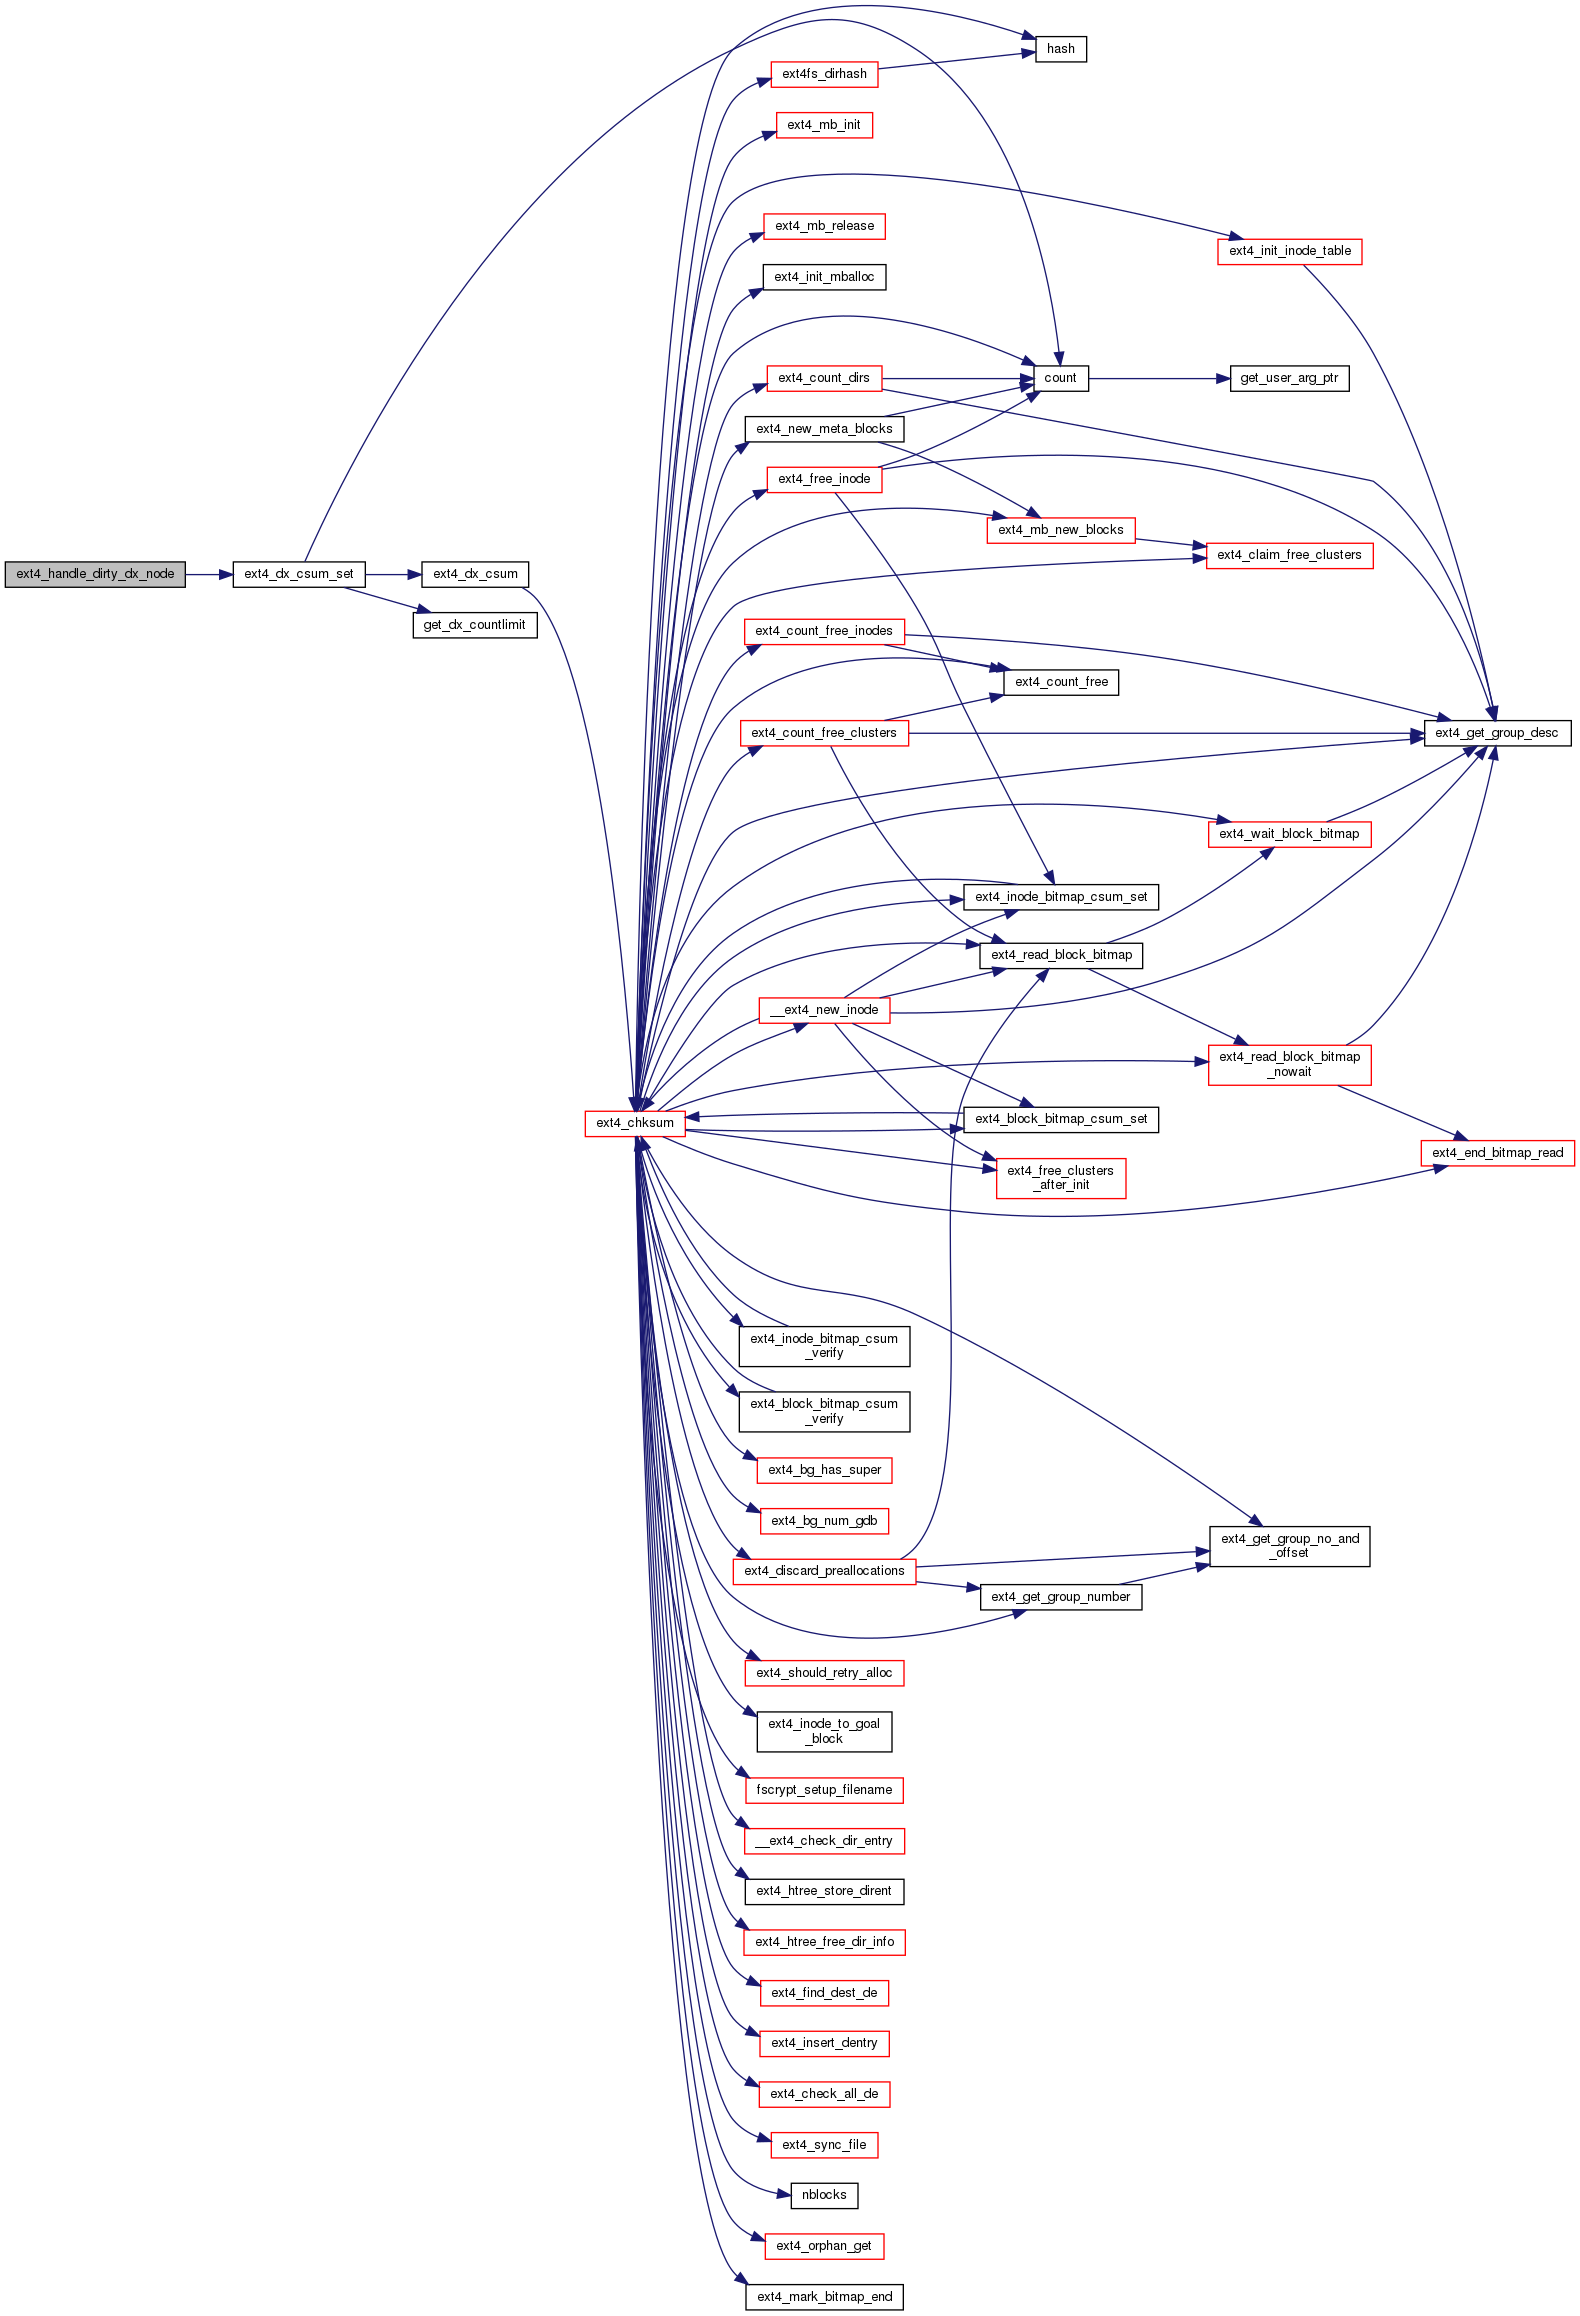 hash
ext4fs_dirhash
ext4_mb_init
ext4_mb_release
ext4_init_inode_table
ext4_init_mballoc
ext4_count_dirs
count
get_user_arg_ptr
ext4_new_meta_blocks
ext4_free_inode
ext4_mb_new_blocks
ext4_claim_free_clusters
ext4_handle_dirty_dx_node
ext4_dx_csum_set
ext4_dx_csum
get_dx_countlimit
ext4_count_free_inodes
ext4_count_free
ext4_count_free_clusters
ext4_get_group_desc
ext4_wait_block_bitmap
ext4_inode_bitmap_csum_set
ext4_read_block_bitmap
__ext4_new_inode
ext4_read_block_bitmap
_nowait
ext4_chksum
ext4_block_bitmap_csum_set
ext4_end_bitmap_read
ext4_free_clusters
_after_init
ext4_inode_bitmap_csum
_verify
ext4_block_bitmap_csum
_verify
ext4_bg_has_super
ext4_bg_num_gdb
ext4_get_group_no_and
_offset
ext4_discard_preallocations
ext4_get_group_number
ext4_should_retry_alloc
ext4_inode_to_goal
_block
fscrypt_setup_filename
__ext4_check_dir_entry
ext4_htree_store_dirent
ext4_htree_free_dir_info
ext4_find_dest_de
ext4_insert_dentry
ext4_check_all_de
ext4_sync_file
nblocks
ext4_orphan_get
ext4_mark_bitmap_end